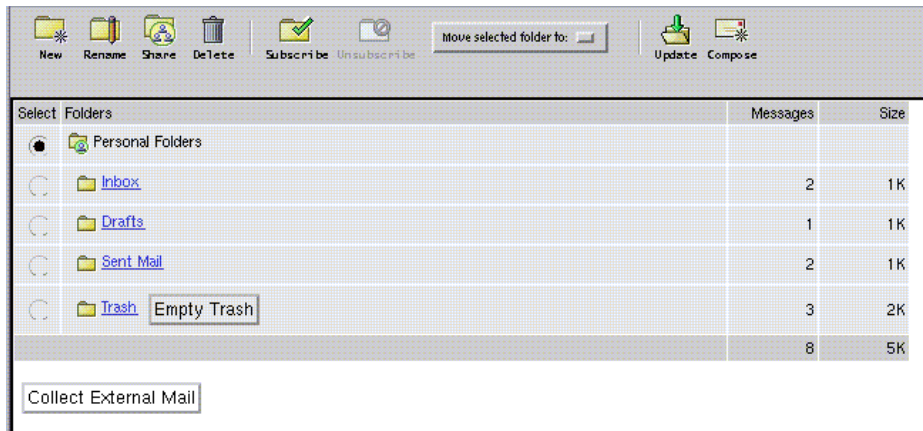 New Rename Share Delete Subscribe Unsubscribe Move selected folder to: Update Compose
Select Folders Messages Size
Personal Folders
Inbox 2 1K
Drafts 1 1K
Sent Mail 2 1K
Trash Empty Trash 3 2K
8 5K
Collect External Mail